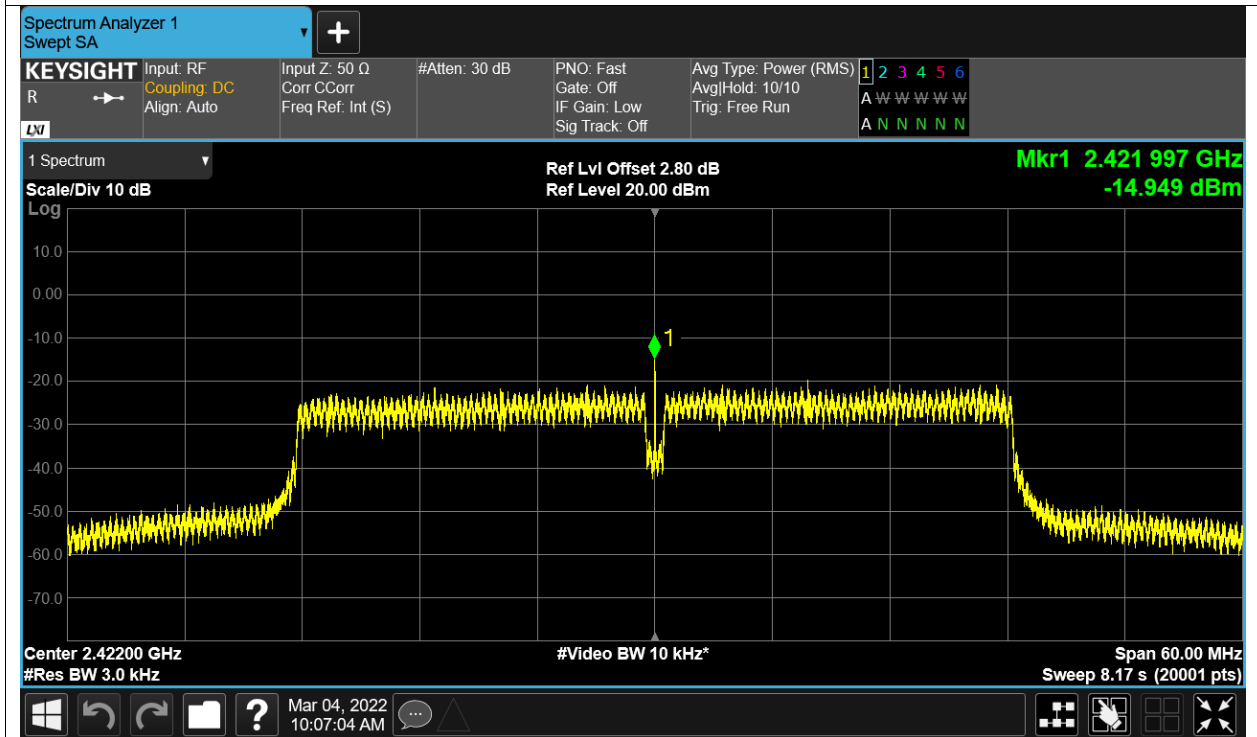 Spectrum Analyzer 1
Swept SA
+
KEYSIGHT
R
LXI
Input: RF
Coupling: DC
Align: Auto
Input Z: 50 Ω
Corr CCorr
Freq Ref: Int (S)
#Atten: 30 dB
PNO: Fast
Gate: Off
IF Gain: Low
Sig Track: Off
Avg Type: Power (RMS)
Avg|Hold: 10/10
Trig: Free Run
1 2 3 4 5 6
A W W W W W
A N N N N N
1 Spectrum
Scale/Div 10 dB
Log
Ref Lvl Offset 2.80 dB
Ref Level 20.00 dBm
Mkr1 2.421 997 GHz
-14.949 dBm
10.0
0.00
-10.0
-20.0
-30.0
-40.0
-50.0
-60.0
-70.0
1
Center 2.42200 GHz
#Res BW 3.0 kHz
#Video BW 10 kHz*
Span 60.00 MHz
Sweep 8.17 s (20001 pts)
?
Mar 04, 2022
10:07:04 AM